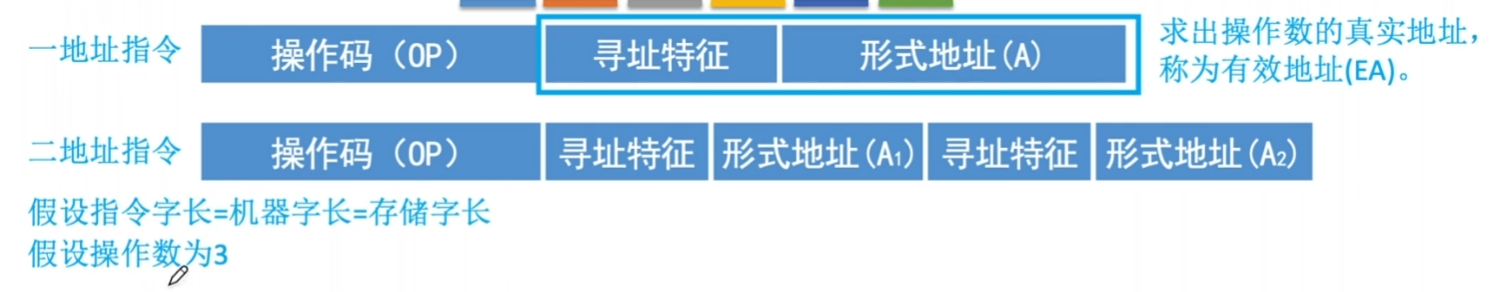 一地址指令 操作码（OP） 寻址特征 形式地址(A) 求出操作数的真实地址，
称为有效地址(EA)。
二地址指令 操作码（OP） 寻址特征 形式地址(A₁) 寻址特征 形式地址(A₂)
假设指令字长=机器字长=存储字长
假设操作数为3